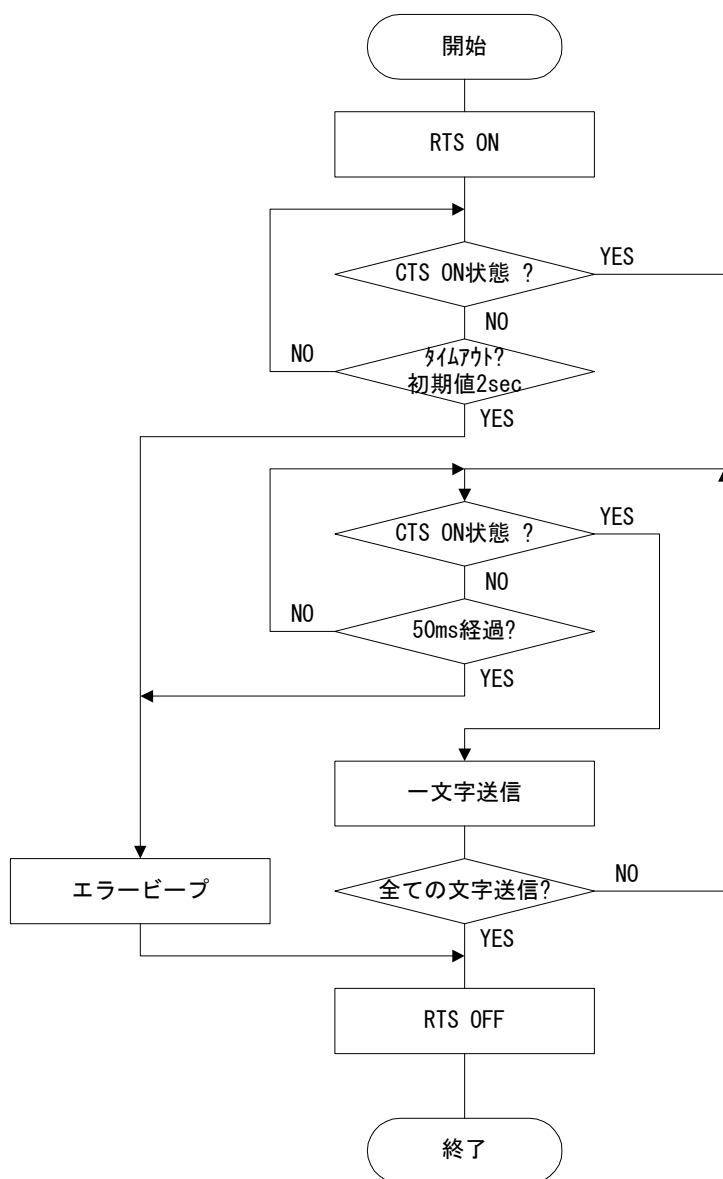 開始
RTS ON
CTS ON状態 ?
YES
NO
NO
ﾀｲﾑｱｳﾄ?
初期値2sec
YES
CTS ON状態 ?
YES
NO
NO
50ms経過?
YES
一文字送信
エラービープ
全ての文字送信?
NO
YES
RTS OFF
終了